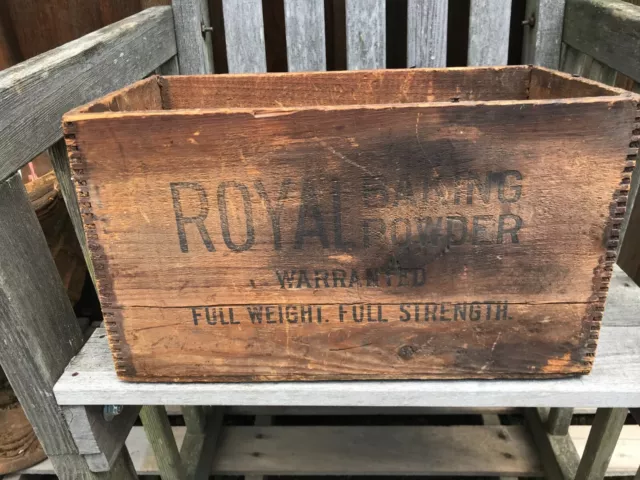 ROYAL BAKING POWDER
WARRANTED
FULL WEIGHT. FULL STRENGTH.